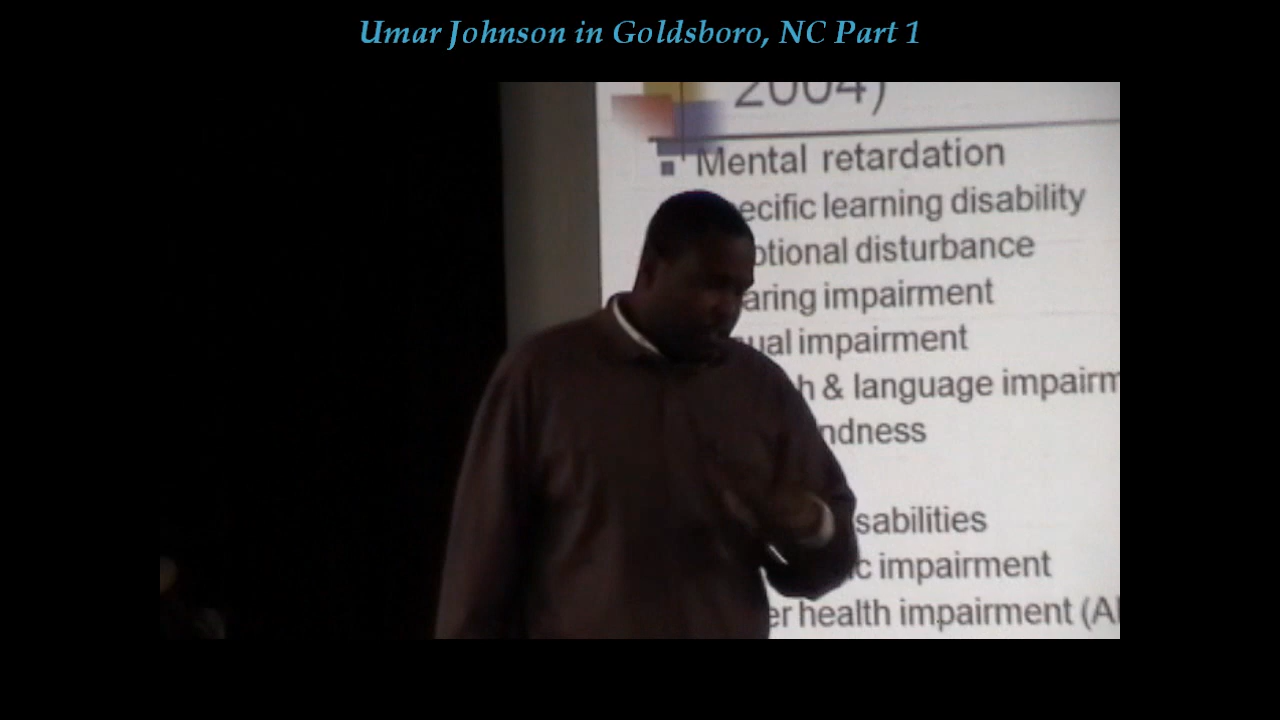 Umar Johnson in Goldsboro, NC Part 1
2004)
Mental retardation
ecific learning disability
otional disturbance
aring impairment
ual impairment
h & language impairm
ndness
sabilities
c impairment
er health impairment (A